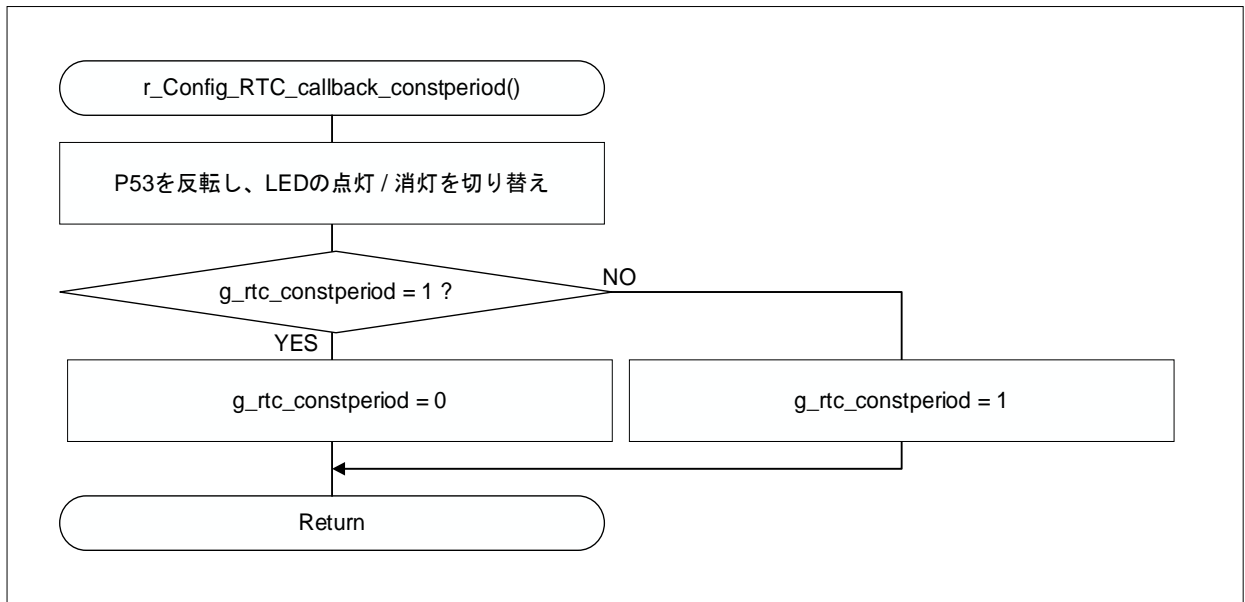 r_Config_RTC_callback_constperiod()
P53を反転し、LEDの点灯 / 消灯を切り替え
g_rtc_constperiod = 1 ?
NO
YES
g_rtc_constperiod = 0
g_rtc_constperiod = 1
Return